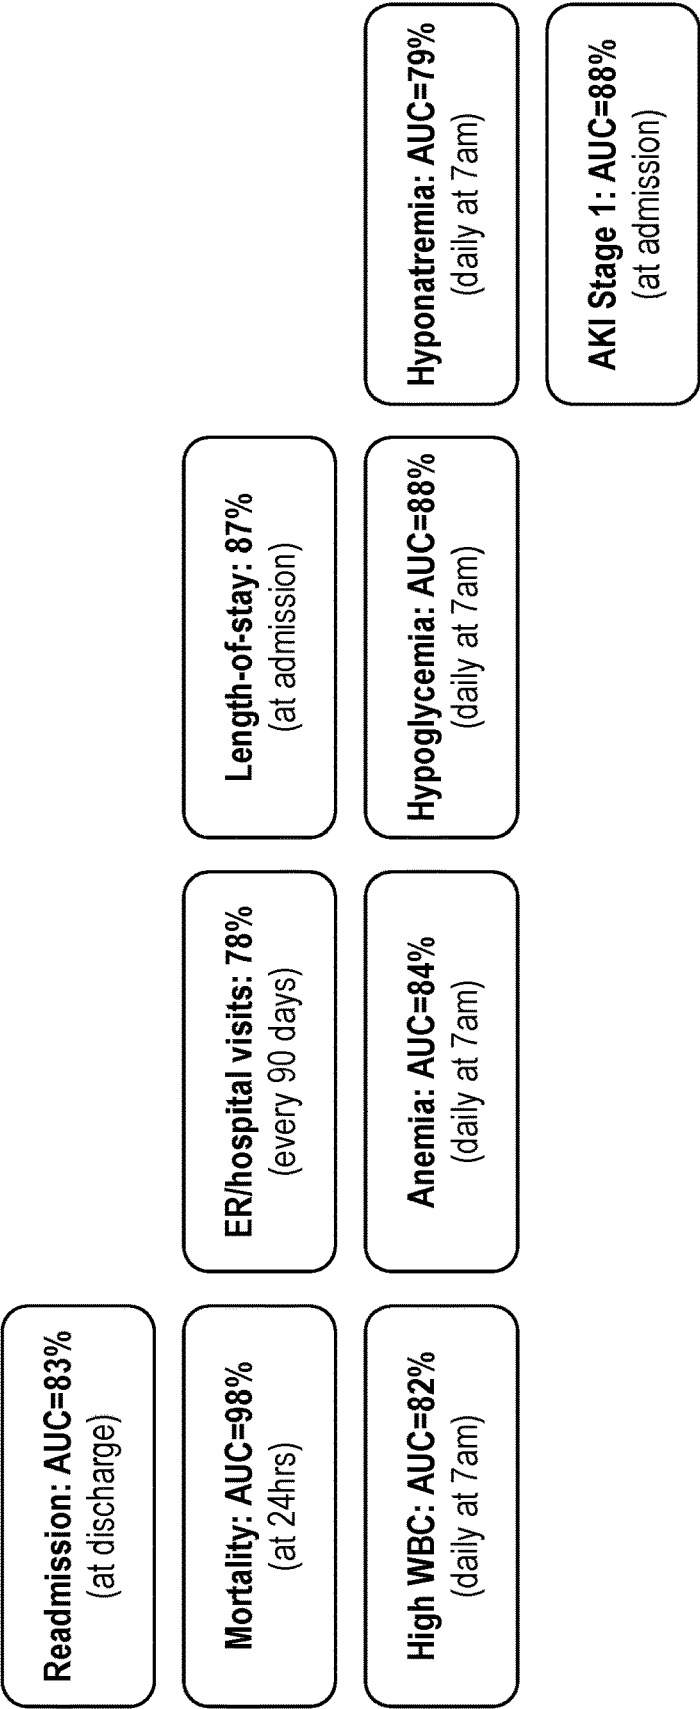 Readmission: AUC=83%
(at discharge)
Mortality: AUC=98%
(at 24hrs)
ER/hospital visits: 78%
(every 90 days)
Length-of-stay: 87%
(at admission)
High WBC: AUC=82%
(daily at 7am)
Anemia: AUC=84%
(daily at 7am)
Hypoglycemia: AUC=88%
(daily at 7am)
Hyponatremia: AUC=79%
(daily at 7am)
AKI Stage 1: AUC=88%
(at admission)